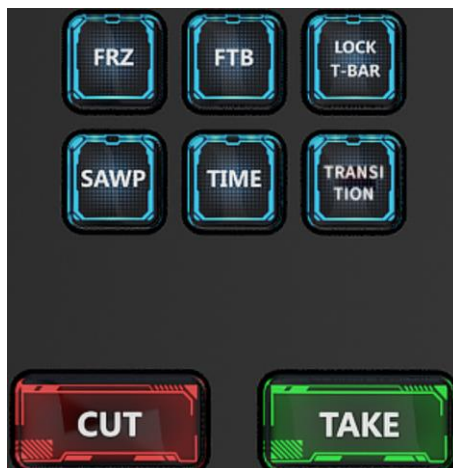 FRZ FTB LOCK
T-BAR
SAWP TIME TRANSI
TION
CUT TAKE